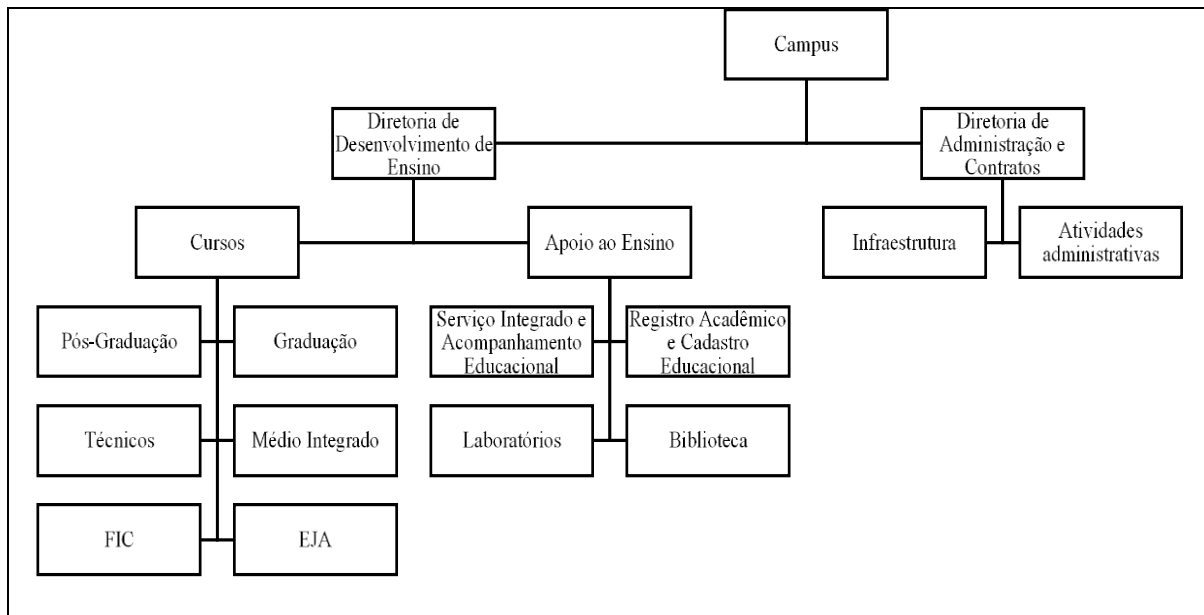 Campus
Diretoria de
Desenvolvimento de
Ensino
Diretoria de
Administração e
Contratos
Cursos
Apoio ao Ensino
Infraestrutura
Atividades
administrativas
Pós-Graduação
Graduação
Serviço Integrado e
Acompanhamento
Educacional
Registro Acadêmico
e Cadastro
Educacional
Técnicos
Médio Integrado
Laboratórios
Biblioteca
FIC
EJA